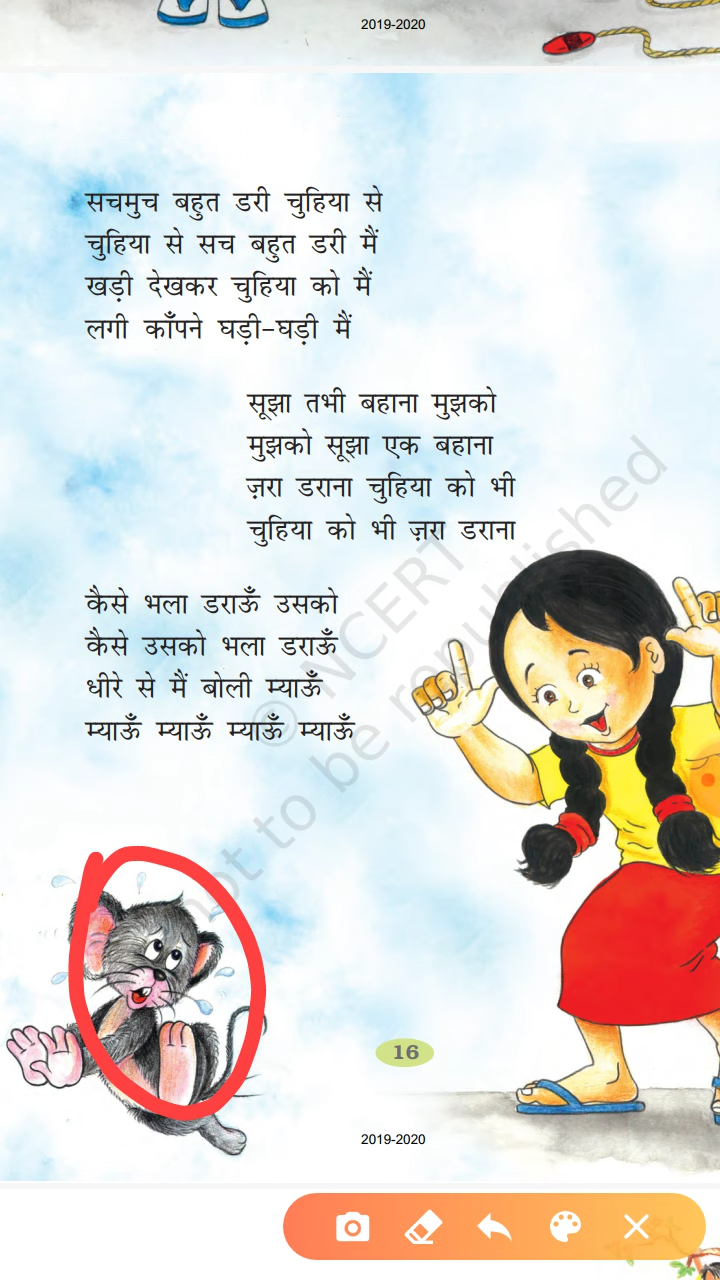 2019-2020
सचमुच बहुत डरी चुहिया से
चुहिया से सच बहुत डरी मैं
खड़ी देखकर चुहिया को मैं
लगी काँपने घड़ी-घड़ी मैं
सूझा तभी बहाना मुझको
मुझको सूझा एक बहाना
ज़रा डराना चुहिया को भी
चुहिया को भी ज़रा डराना
कैसे भला डराऊँ उसको
कैसे उसको भला डराऊँ
धीरे से मैं बोली म्याऊँ
म्याऊँ म्याऊँ म्याऊँ म्याऊँ
© NCERT
not to be republished
16
2019-2020